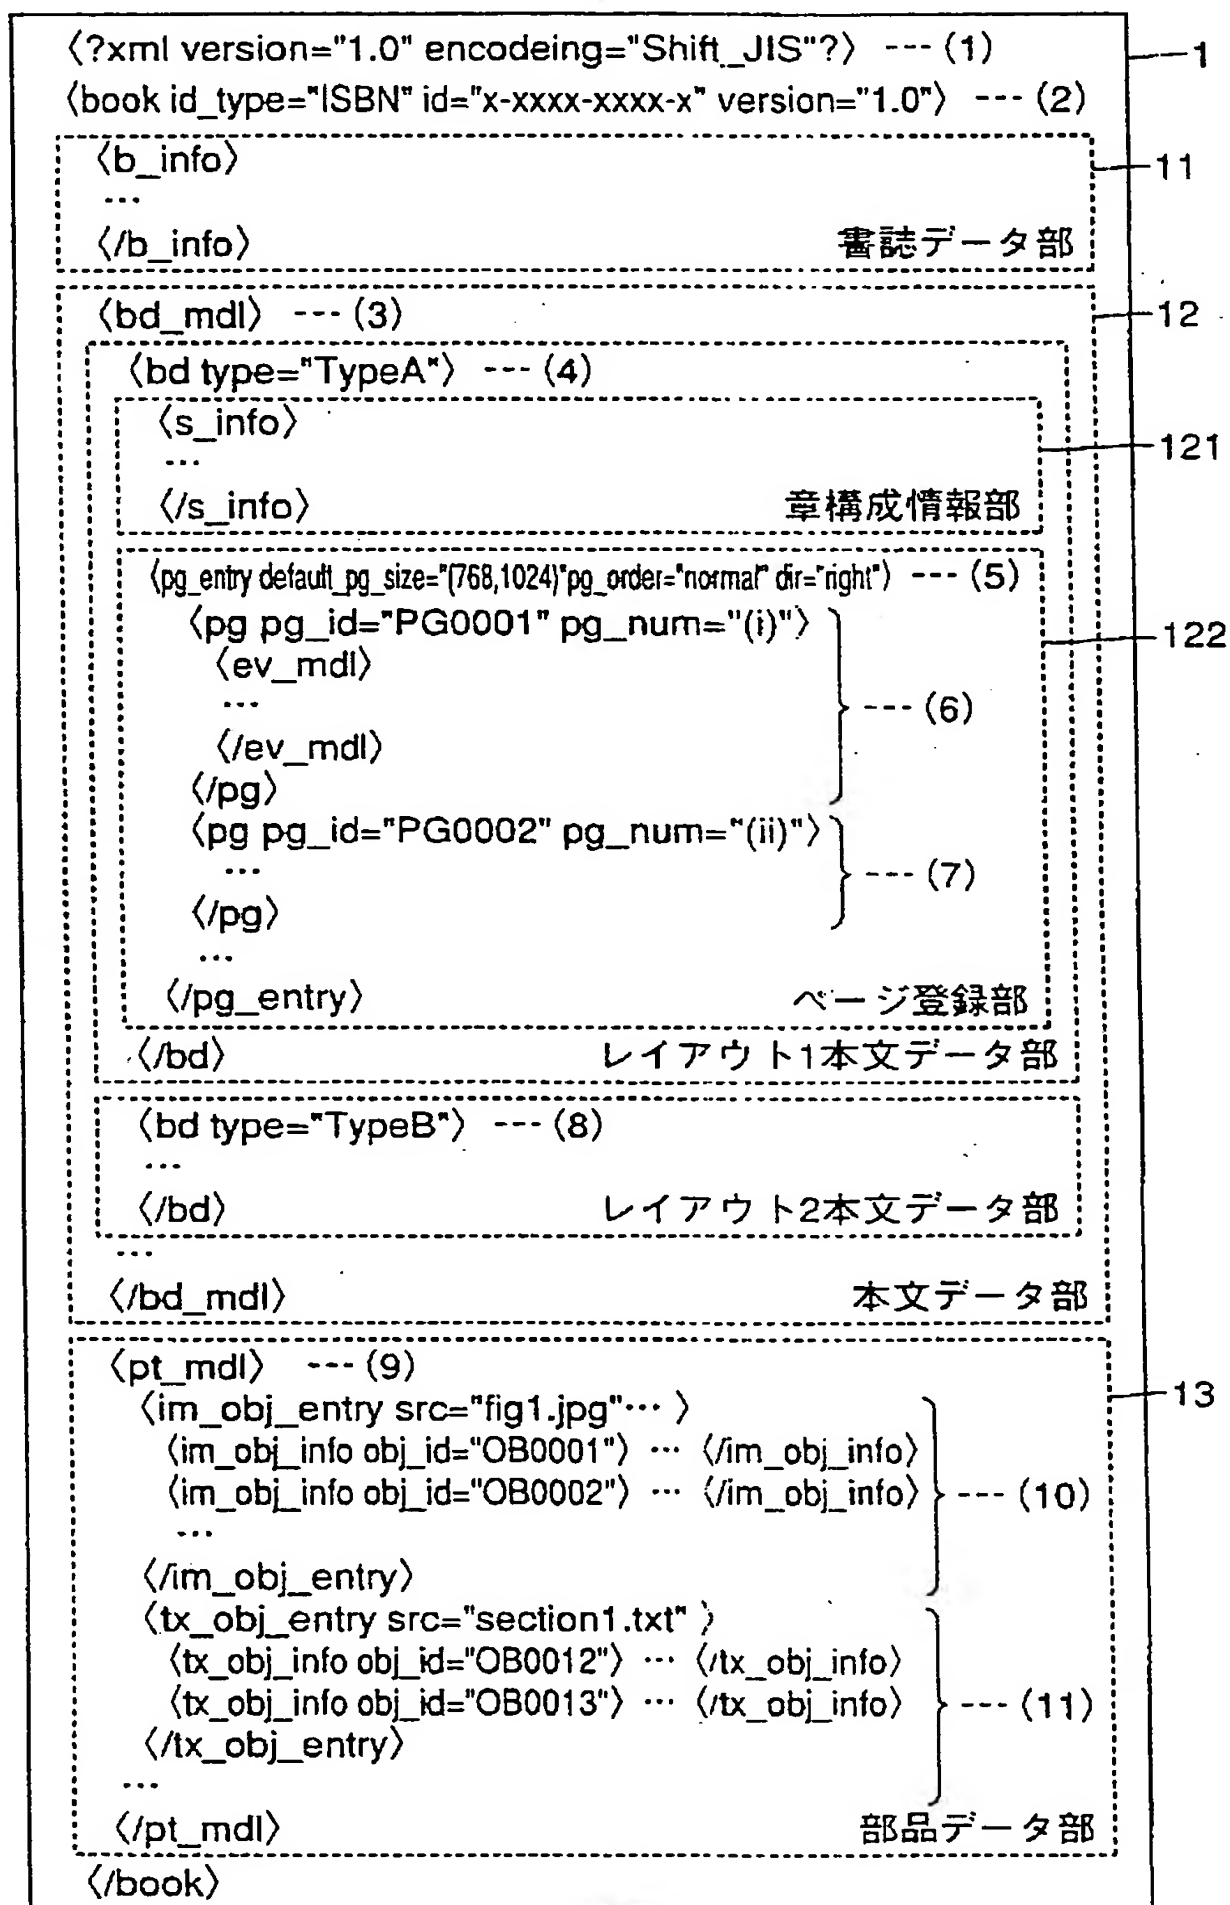 〈?xml version="1.0" encodeing="Shift_JIS"?〉 --- (1) 1
〈book id_type="ISBN" id="x-xxxx-xxxx-x" version="1.0"〉 --- (2)
〈b_info〉 11
...
〈/b_info〉 書誌データ部
〈bd_mdl〉 --- (3) 12
〈bd type="TypeA"〉 --- (4)
〈s_info〉
... 121
〈/s_info〉 章構成情報部
〈pg_entry default_pg_size="(768,1024)"pg_order="normal" dir="right"〉 --- (5)
〈pg pg_id="PG0001" pg_num="(i)"〉 122
〈ev_mdl〉
... --- (6)
〈/ev_mdl〉
〈/pg〉
〈pg pg_id="PG0002" pg_num="(ii)"〉
... --- (7)
〈/pg〉
...
〈/pg_entry〉 ページ登録部
〈/bd〉 レイアウト1本文データ部
〈bd type="TypeB"〉 --- (8)
...
〈/bd〉 レイアウト2本文データ部
...
〈/bd_mdl〉 本文データ部
〈pt_mdl〉 --- (9)
〈im_obj_entry src="fig1.jpg"… 〉 13
〈im_obj_info obj_id="OB0001"〉 … 〈/im_obj_info〉
〈im_obj_info obj_id="OB0002"〉 … 〈/im_obj_info〉 --- (10)
...
〈/im_obj_entry〉
〈tx_obj_entry src="section1.txt" 〉
〈tx_obj_info obj_id="OB0012"〉 … 〈/tx_obj_info〉
〈tx_obj_info obj_id="OB0013"〉 … 〈/tx_obj_info〉 --- (11)
〈/tx_obj_entry〉
...
〈/pt_mdl〉 部品データ部
〈/book〉